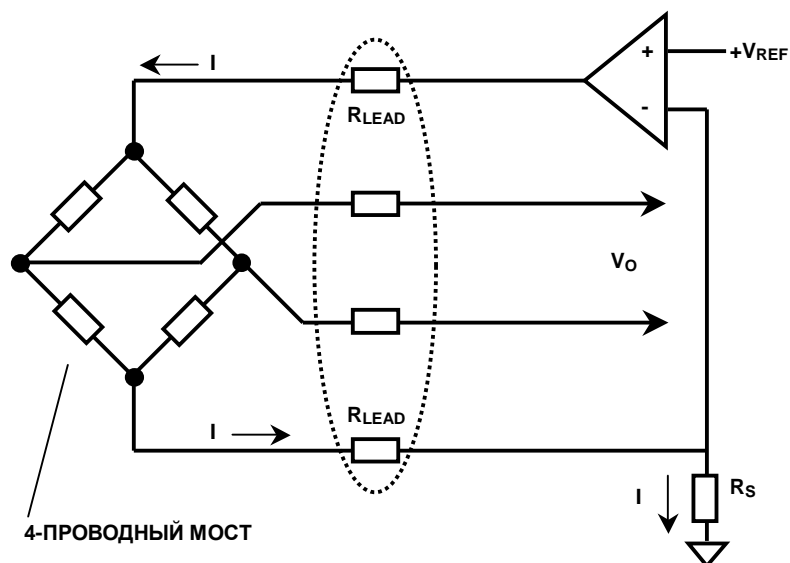 I
+
+VREF
-
RLEAD
VO
RLEAD
I
I
RS
4-ПРОВОДНЫЙ МОСТ